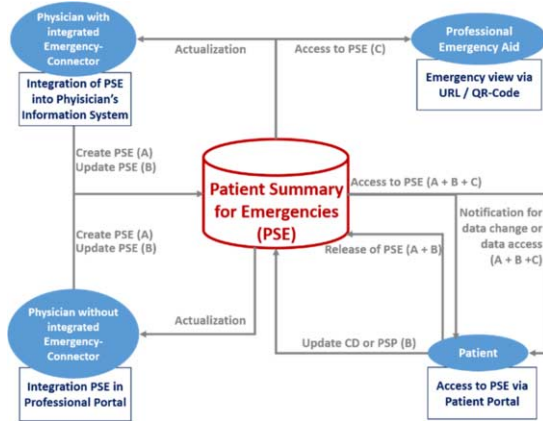 Physician with
integrated
Emergency-
Connector
Integration of PSE
into Phyisician's
Information System
Actualization
Access to PSE (C)
Professional
Emergency Aid
Emergency view via
URL / QR-Code
Create PSE (A)
Update PSE (B)
Create PSE (A)
Update PSE (B)
Patient Summary
for Emergencies
(PSE)
Access to PSE (A + B + C)
Notification for
data change or
data access
(A + B +C)
Release of PSE (A + B)
Physician without
integrated
Emergency-
Connector
Integration PSE in
Professional Portal
Actualization
Update CD or PSP (B)
Patient
Access to PSE via
Patient Portal